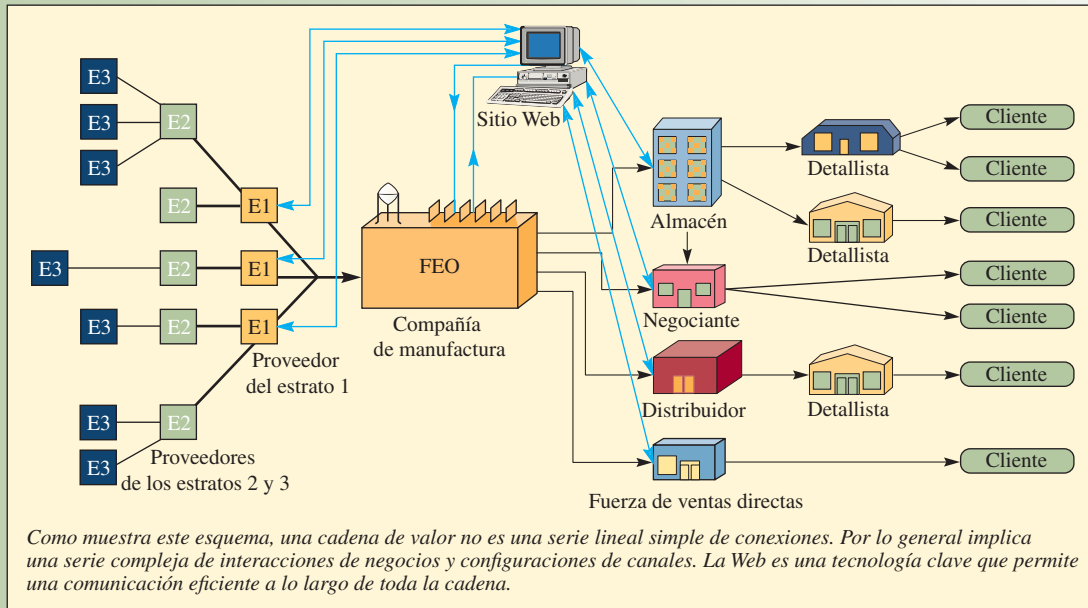 Sitio Web
E3
E3
E3
E2
E2
E1
E3
E2
E1
E3
E2
E1
Proveedor
del estrato 1
E3
E2
E3
Proveedores
de los estratos 2 y 3
FEO
Compañía
de manufactura
Almacén
Negociante
Distribuidor
Fuerza de ventas directas
Detallista
Detallista
Detallista
Cliente
Cliente
Cliente
Cliente
Cliente
Cliente
Cliente
Como muestra este esquema, una cadena de valor no es una serie lineal simple de conexiones. Por lo general implica
una serie compleja de interacciones de negocios y configuraciones de canales. La Web es una tecnología clave que permite
una comunicación eficiente a lo largo de toda la cadena.